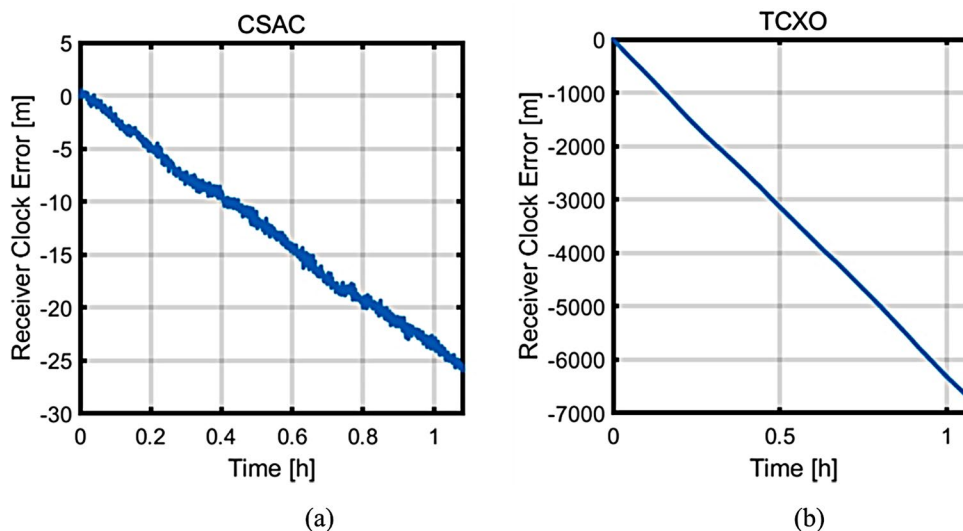 CSAC
5
0
-5
-10
-15
-20
-25
-30
Receiver Clock Error [m]
0 0.2 0.4 0.6 0.8 1
Time [h]
(a)
TCXO
0
-1000
-2000
-3000
-4000
-5000
-6000
-7000
Receiver Clock Error [m]
0 0.5 1
Time [h]
(b)